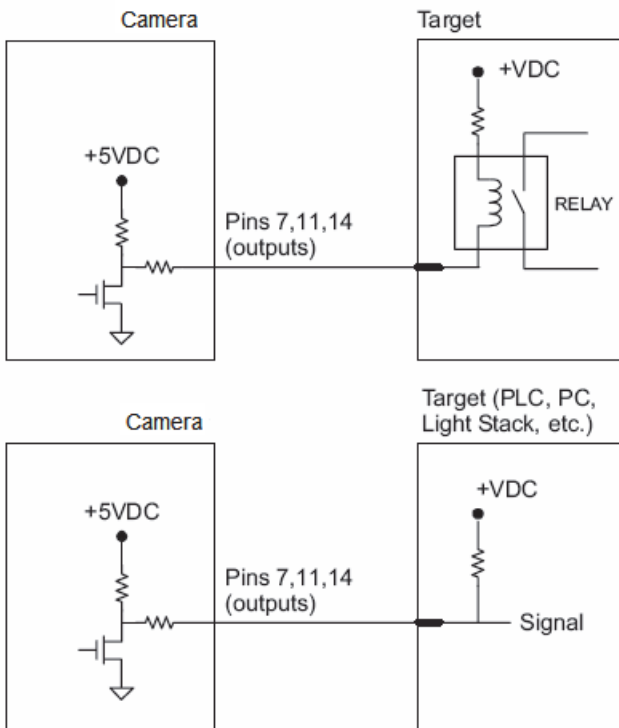 Camera
Target
+VDC
+5VDC
RELAY
Pins 7,11,14
(outputs)
Target (PLC, PC,
Light Stack, etc.)
Camera
+VDC
+5VDC
Pins 7,11,14
(outputs)
Signal